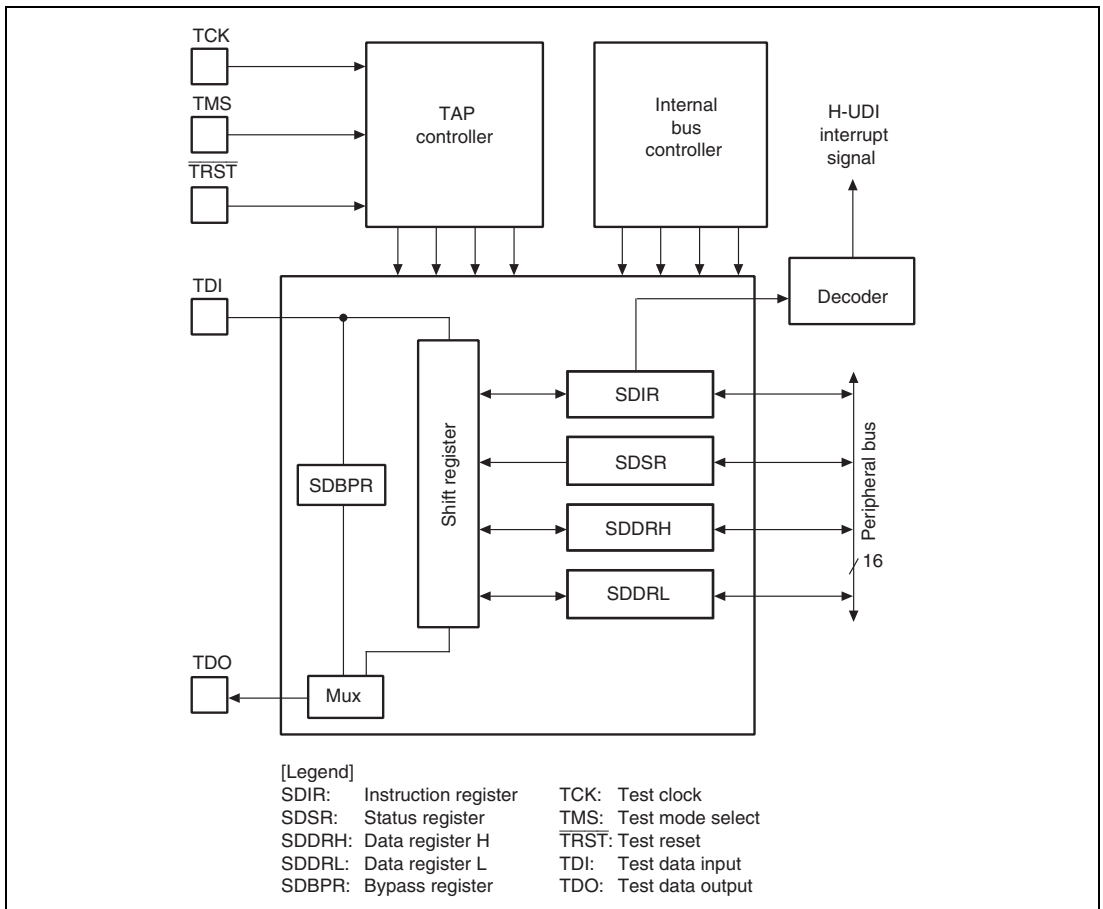 TCK
TMS
TRST
TAP
controller
Internal
bus
controller
H-UDI
interrupt
signal
TDI
Decoder
SDIR
SDSR
SDBPR
Shift register
SDDRH
SDDRL
Peripheral bus
16
TDO
Mux
[Legend]
SDIR: Instruction register TCK: Test clock
SDSR: Status register TMS: Test mode select
SDDRH: Data register H TRST: Test reset
SDDRL: Data register L TDI: Test data input
SDBPR: Bypass register TDO: Test data output